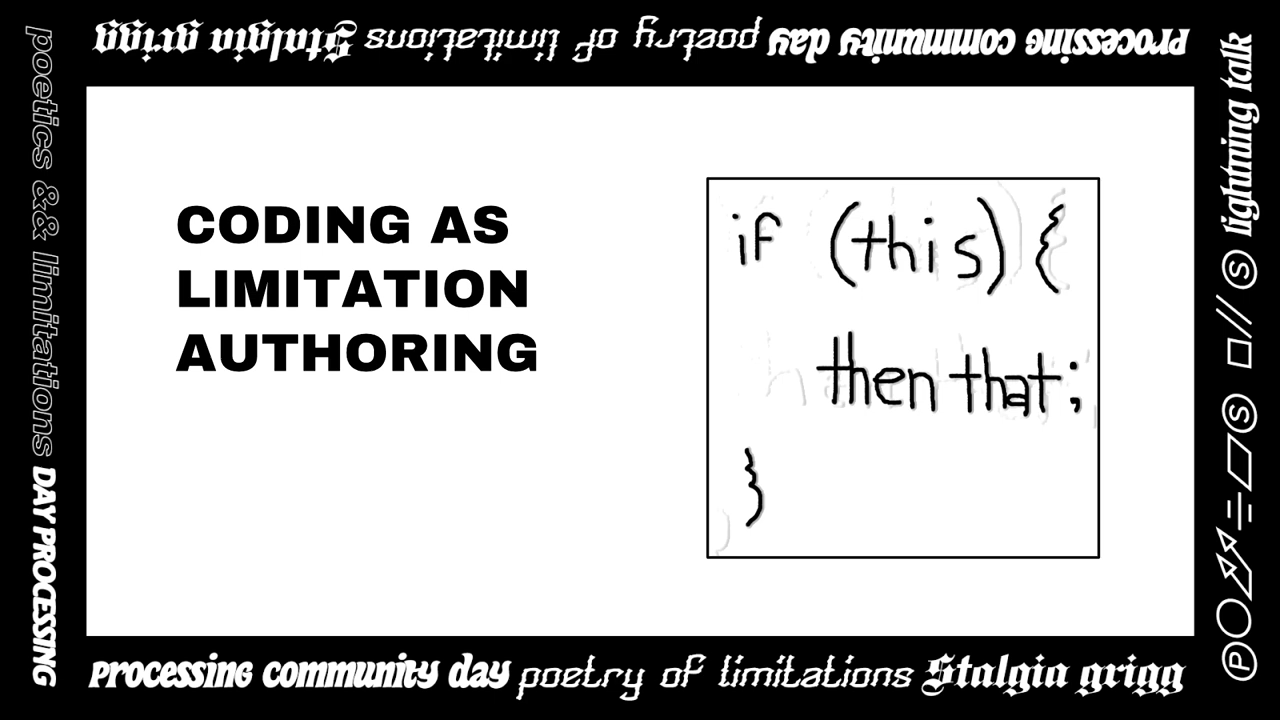 processing community day poetry of limitations Stalgia grigg
CODING AS
LIMITATION
AUTHORING
if (this) {
then that;
}
poetics && limitations DAY PROCESSING
lightning talk
processing community day poetry of limitations Stalgia grigg